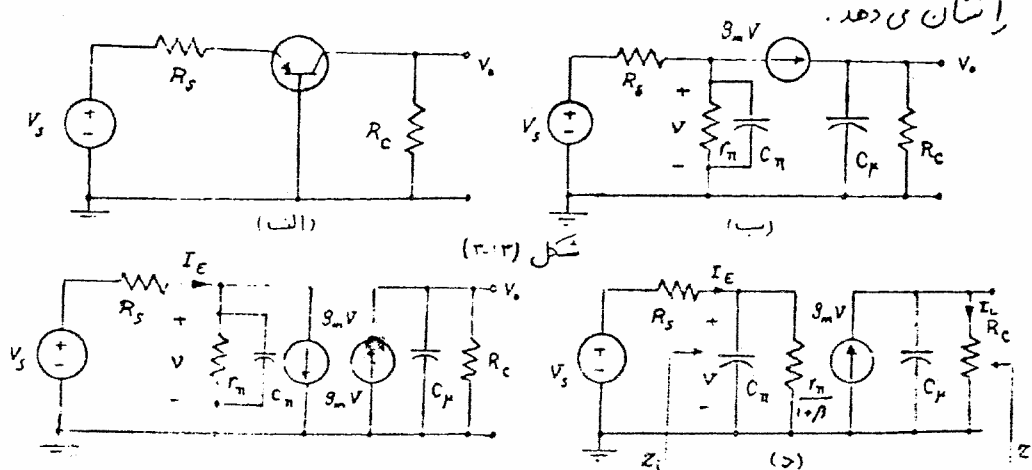 را نشان می دهد.
R_s
V_s
+
-
R_C
V_o
(الف)
g_m V
R_s
V_s
+
-
+
V
-
r_π
C_π
C_μ
R_C
V_o
(ب)
شکل (۳-۱۳)
I_E
R_s
V_s
+
-
+
V
-
r_π
C_π
g_m V
g_m V
C_μ
R_C
V_o
I_E
R_s
V_s
+
-
+
V
-
C_π
r_π
1+β
g_m V
C_μ
I_L
R_C
Z_i
(د)